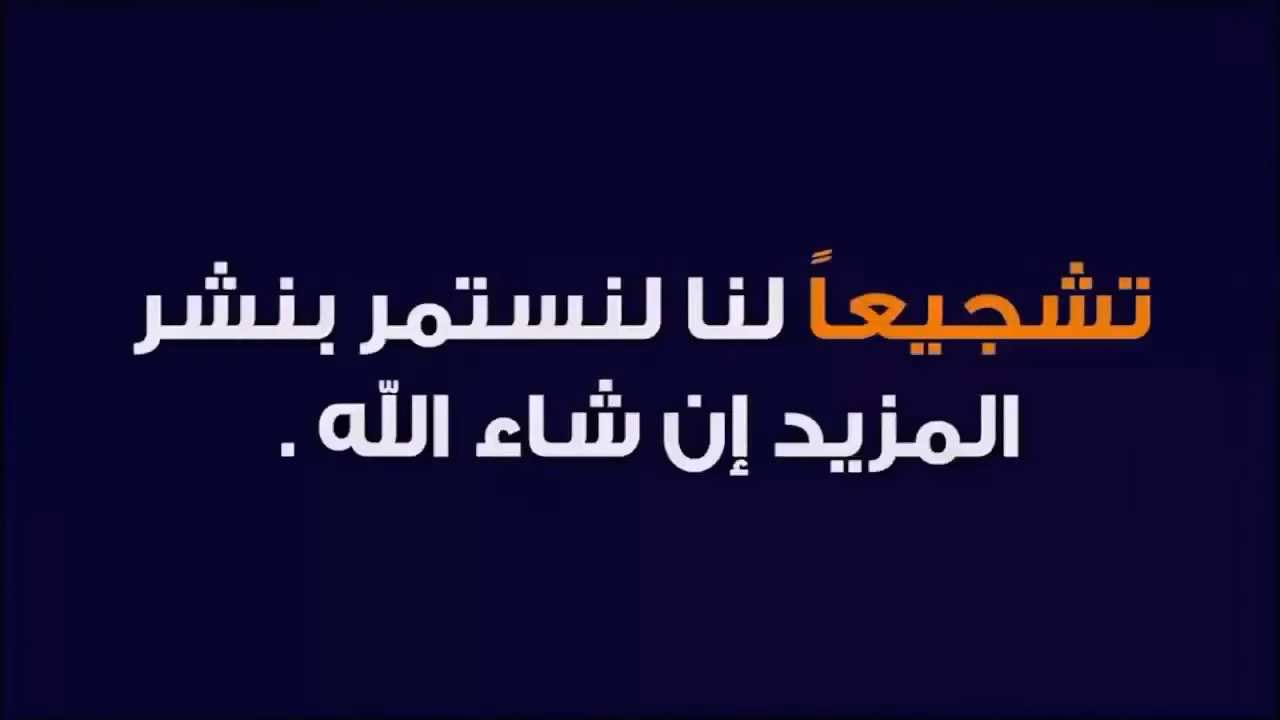 تشجيعاً لنا لنستمر بنشر
المزيد إن شاء اللّه .